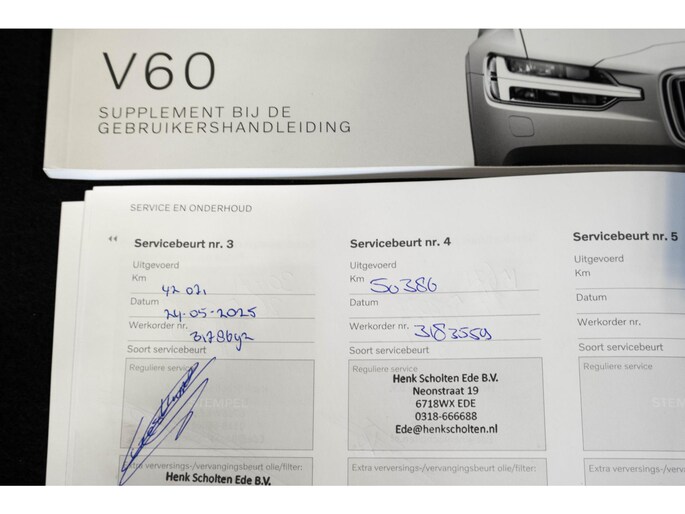 V60
SUPPLEMENT BIJ DE
GEBRUIKERSHANDLEIDING
SERVICE EN ONDERHOUD
“
Servicebeurt nr. 3
Uitgevoerd
Km
42 021
Datum
24-05-2025
Werkorder nr.
3178642
Soort servicebeurt
Reguliere service
STEMPEL
Extra verversings-/vervangingsbeurt olie/filter:
Henk Scholten Ede B.V.
Servicebeurt nr. 4
Uitgevoerd
Km 50386
Datum
Werkorder nr. 3183559
Soort servicebeurt
Reguliere service
Henk Scholten Ede B.V.
Neonstraat 19
6718WX EDE
0318-666688
Ede@henkscholten.nl
Extra verversings-/vervangingsbeurt olie/filter:
Servicebeurt nr. 5
Uitgevoerd
Km
Datum
Werkorder nr.
Soort servicebeurt
Reguliere service
Extra verversings-/verva